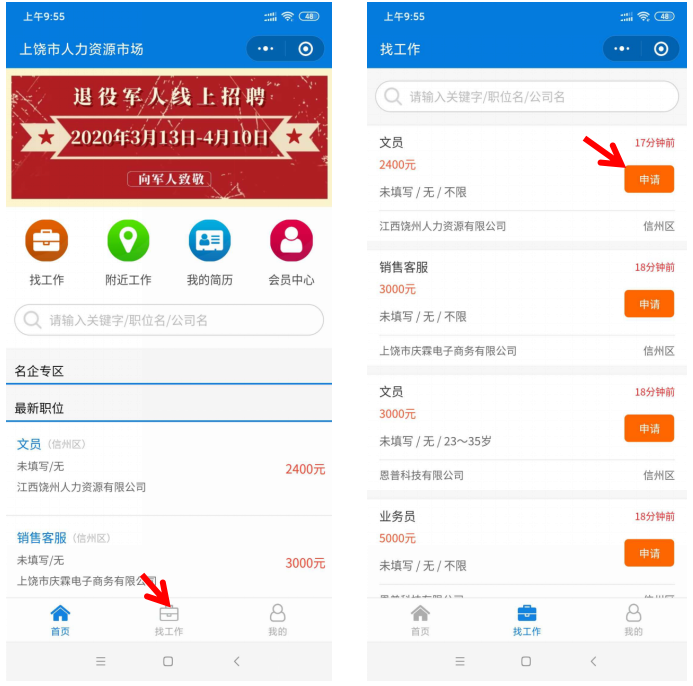 上午9:55
48
上饶市人力资源市场
退役军人线上招聘
2020年3月13日-4月10日
向军人致敬
找工作
附近工作
我的简历
会员中心
请输入关键字/职位名/公司名
名企专区
最新职位
文员（信州区）
未填写/无
2400元
江西饶州人力资源有限公司
销售客服（信州区）
未填写/无
3000元
上饶市庆霖电子商务有限公司
首页
找工作
我的
上午9:55
48
找工作
请输入关键字/职位名/公司名
文员
17分钟前
2400元
申请
未填写 / 无 / 不限
江西饶州人力资源有限公司
信州区
销售客服
18分钟前
3000元
申请
未填写 / 无 / 不限
上饶市庆霖电子商务有限公司
信州区
文员
18分钟前
3000元
申请
未填写 / 无 / 23～35岁
恩普科技有限公司
信州区
业务员
18分钟前
5000元
申请
未填写 / 无 / 不限
首页
找工作
我的